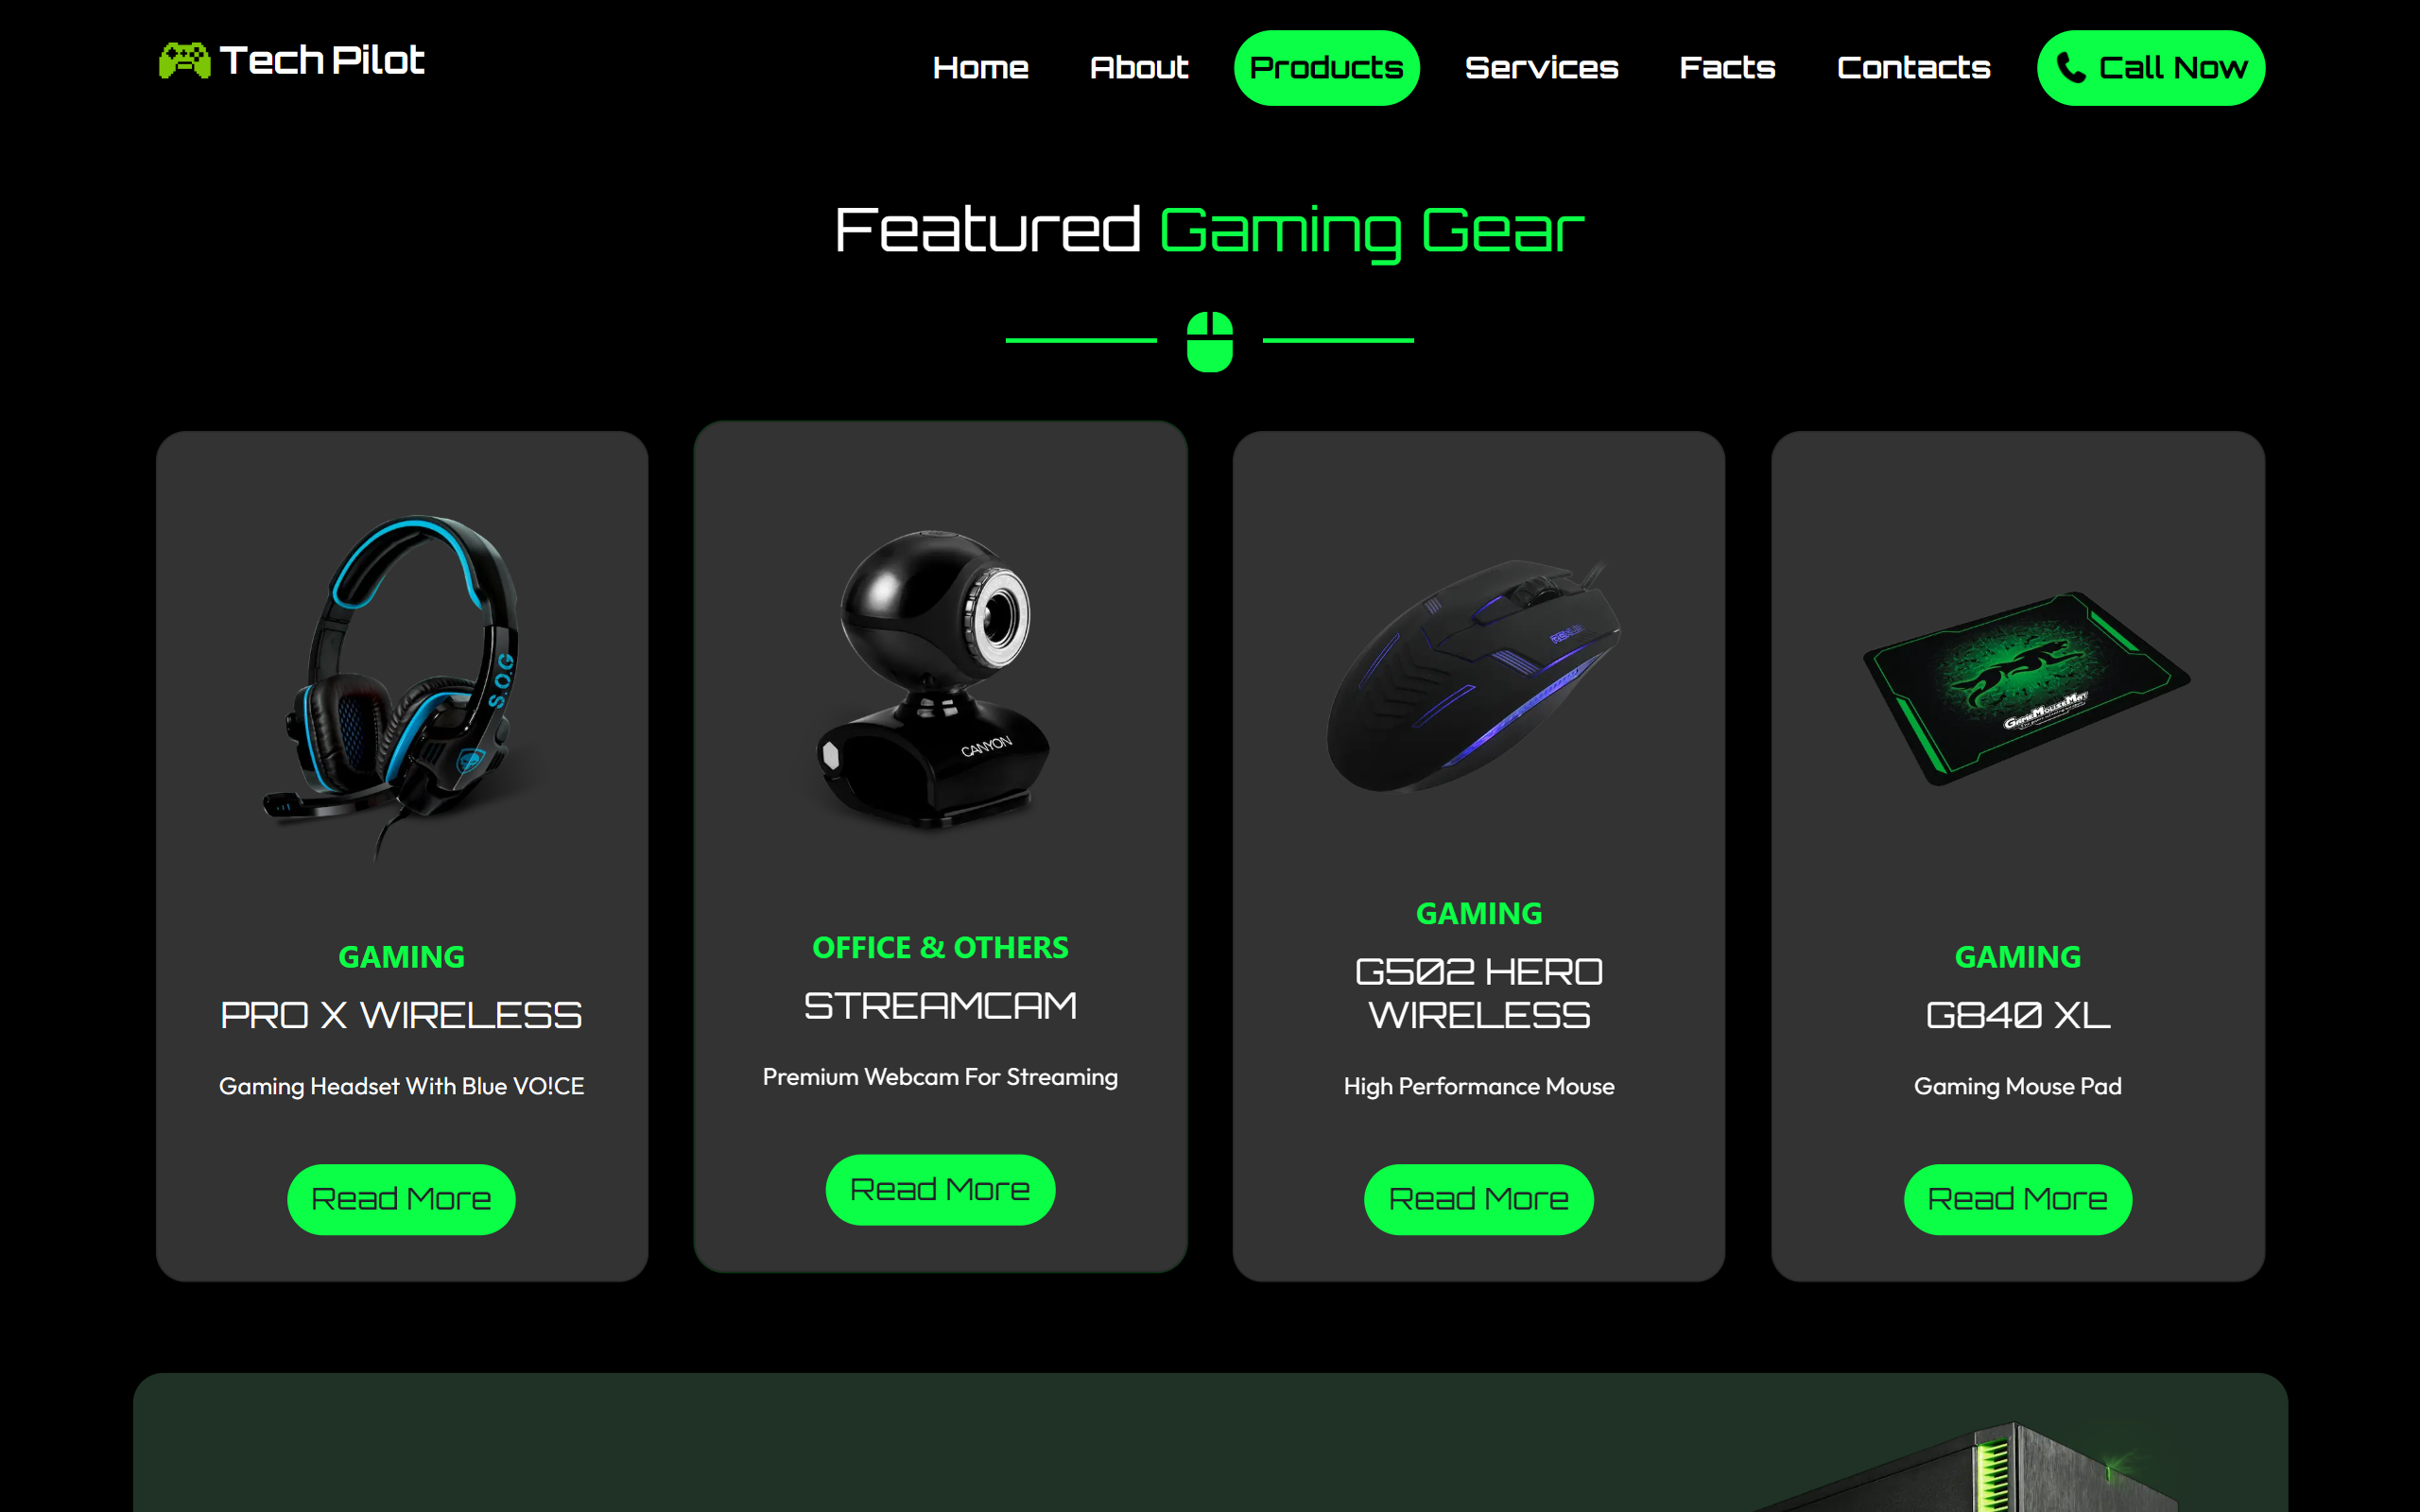 Tech Pilot
Home About Products Services Facts Contacts Call Now
Featured Gaming Gear
S.O.G
GAMING
PRO X WIRELESS
Gaming Headset With Blue VO!CE
Read More
CANYON
OFFICE & OTHERS
STREAMCAM
Premium Webcam For Streaming
Read More
GAMING
G502 HERO
WIRELESS
High Performance Mouse
Read More
GameMouseMat
GAMING
G840 XL
Gaming Mouse Pad
Read More